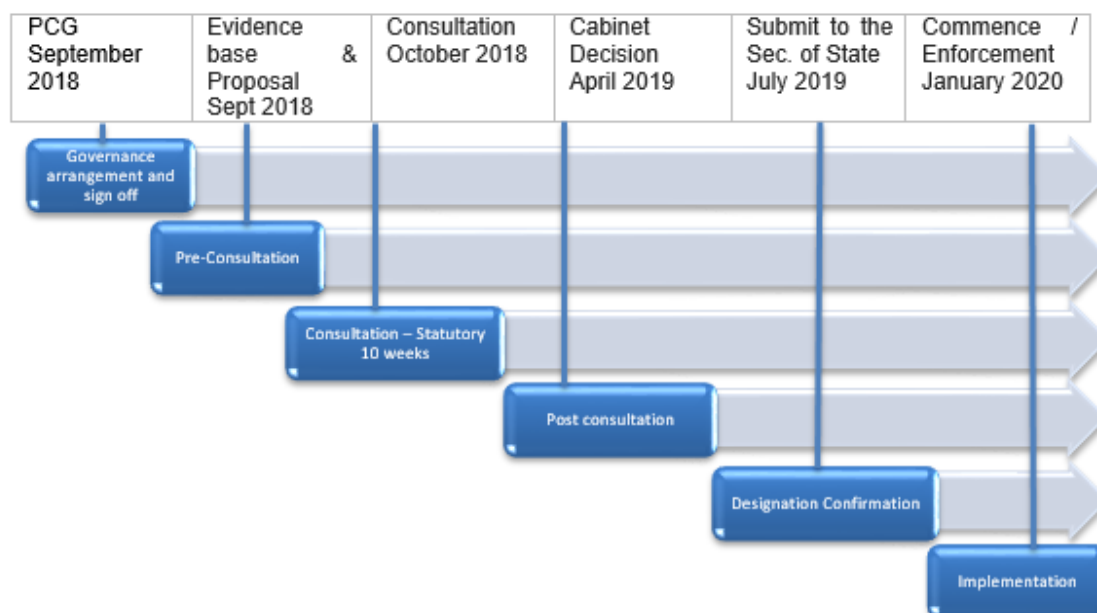 PCG
September
2018
Evidence
base &
Proposal
Sept 2018
Consultation
October 2018
Cabinet
Decision
April 2019
Submit to the
Sec. of State
July 2019
Commence /
Enforcement
January 2020
Governance
arrangement and
sign off
Pre-Consultation
Consultation – Statutory
10 weeks
Post consultation
Designation Confirmation
Implementation